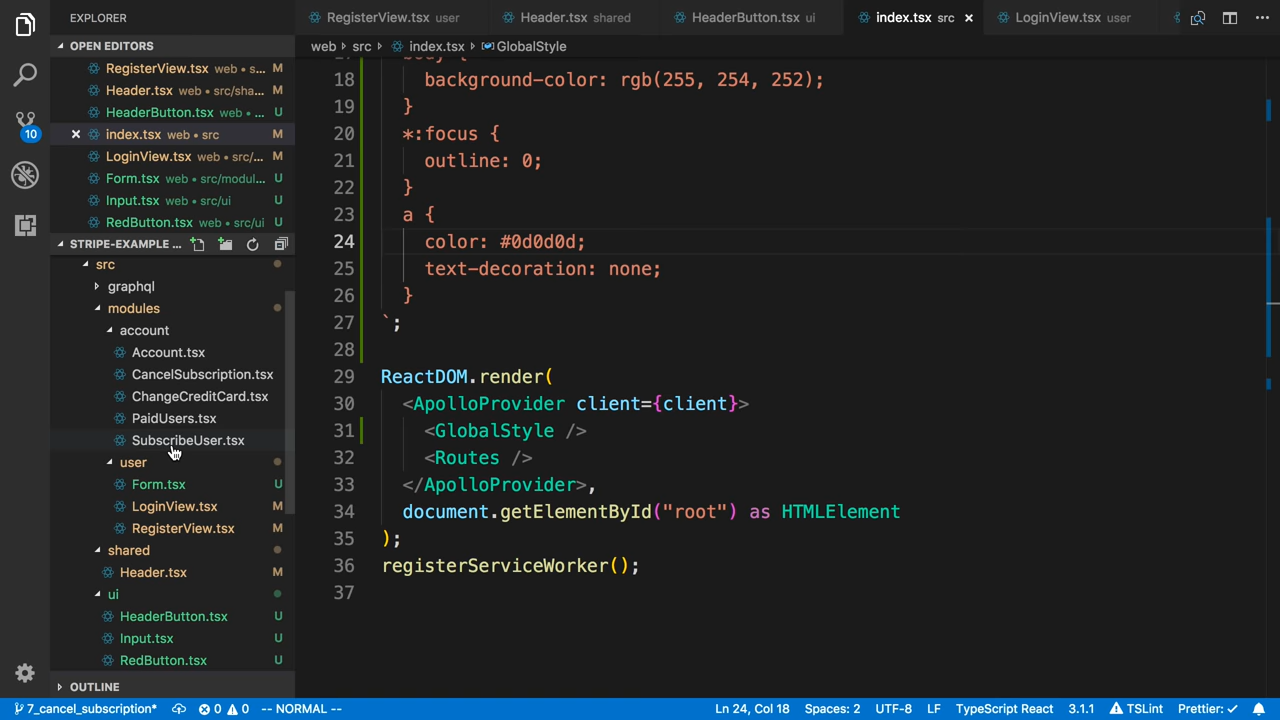 EXPLORER
RegisterView.tsx user
Header.tsx shared
HeaderButton.tsx ui
index.tsx src
LoginView.tsx user
OPEN EDITORS
RegisterView.tsx web • s... M
Header.tsx web • src/sha... M
HeaderButton.tsx web • ... U
index.tsx web • src M
LoginView.tsx web • src/... M
Form.tsx web • src/modul... U
Input.tsx web • src/ui U
RedButton.tsx web • src/ui U
STRIPE-EXAMPLE ...
src
graphql
modules
account
Account.tsx
CancelSubscription.tsx
ChangeCreditCard.tsx
PaidUsers.tsx
SubscribeUser.tsx
user
Form.tsx U
LoginView.tsx M
RegisterView.tsx M
shared
Header.tsx M
ui
HeaderButton.tsx U
Input.tsx U
RedButton.tsx U
OUTLINE
10
web src index.tsx GlobalStyle
17 body {
18 background-color: rgb(255, 254, 252);
19 }
20 *:focus {
21 outline: 0;
22 }
23 a {
24 color: #0d0d0d;
25 text-decoration: none;
26 }
27 `;
28
29 ReactDOM.render(
30 <ApolloProvider client={client}>
31 <GlobalStyle />
32 <Routes />
33 </ApolloProvider>,
34 document.getElementById("root") as HTMLElement
35 );
36 registerServiceWorker();
37
7_cancel_subscription* 0 0 -- NORMAL -- Ln 24, Col 18 Spaces: 2 UTF-8 LF TypeScript React 3.1.1 TSLint Prettier: ✓